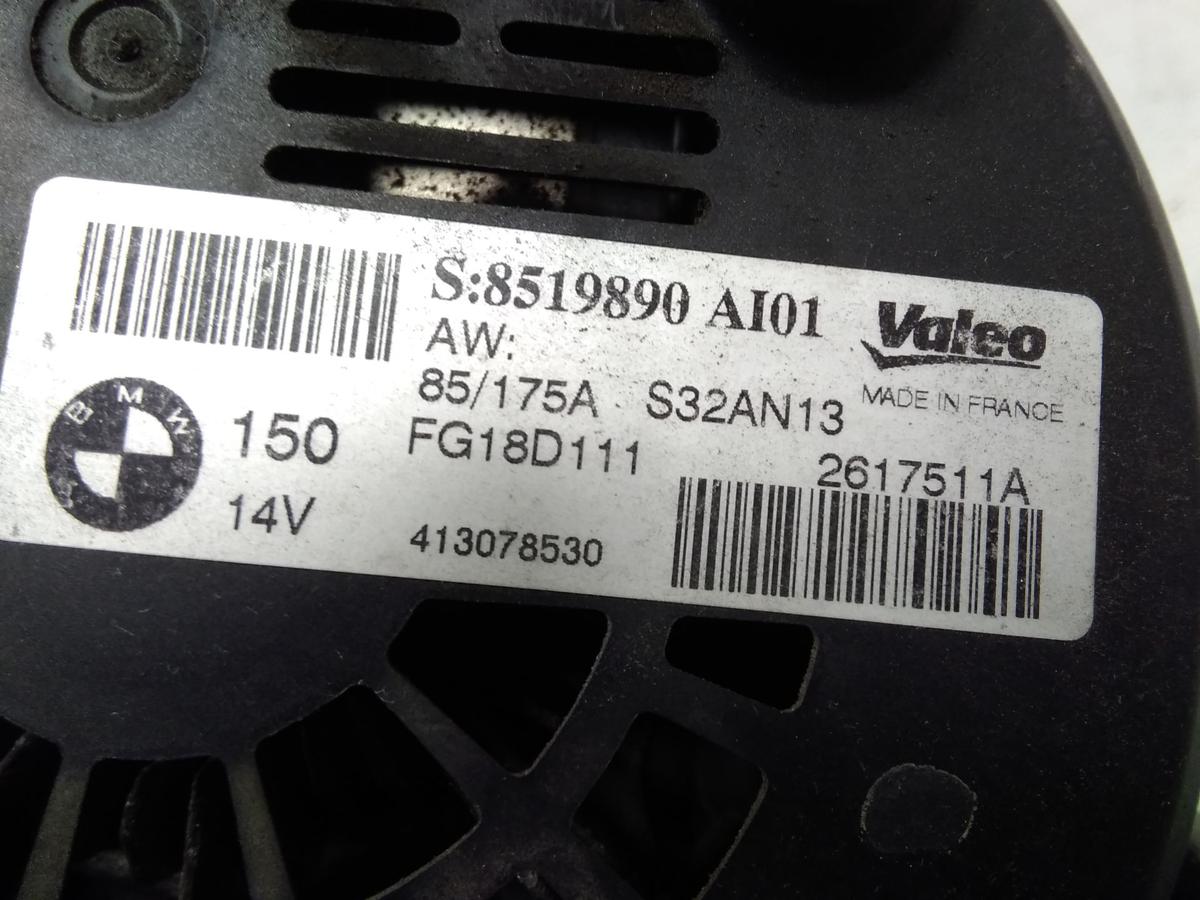 S:8519890 AI01
AW:
Valeo
MADE IN FRANCE
85/175A S32AN13
BMW
150
FG18D111
2617511A
14V
413078530